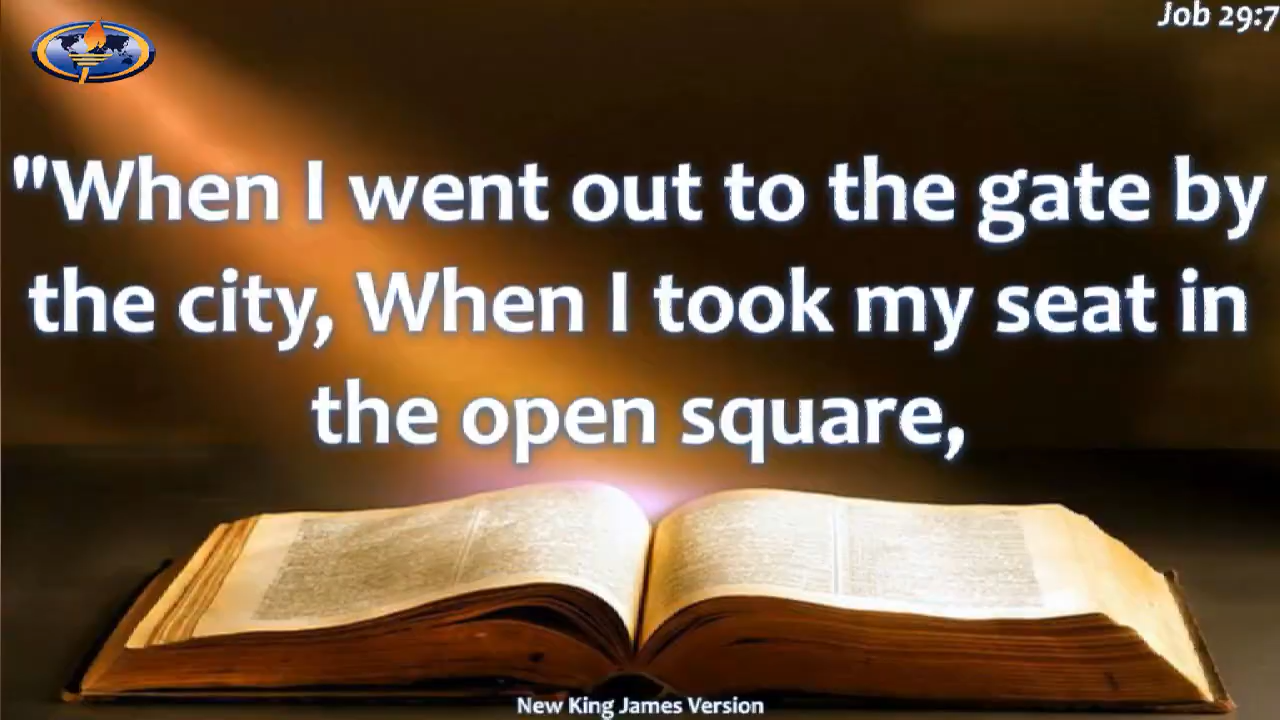 Job 29:7
"When I went out to the gate by
the city, When I took my seat in
the open square,
New King James Version